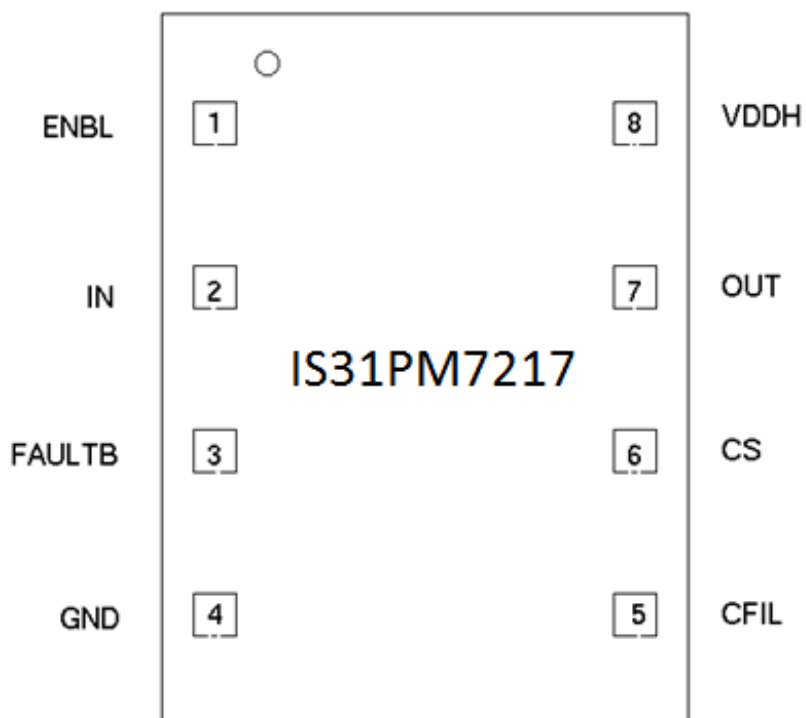 ENBL 1 8 VDDH
IN 2 7 OUT
IS31PM7217
FAULTB 3 6 CS
GND 4 5 CFIL